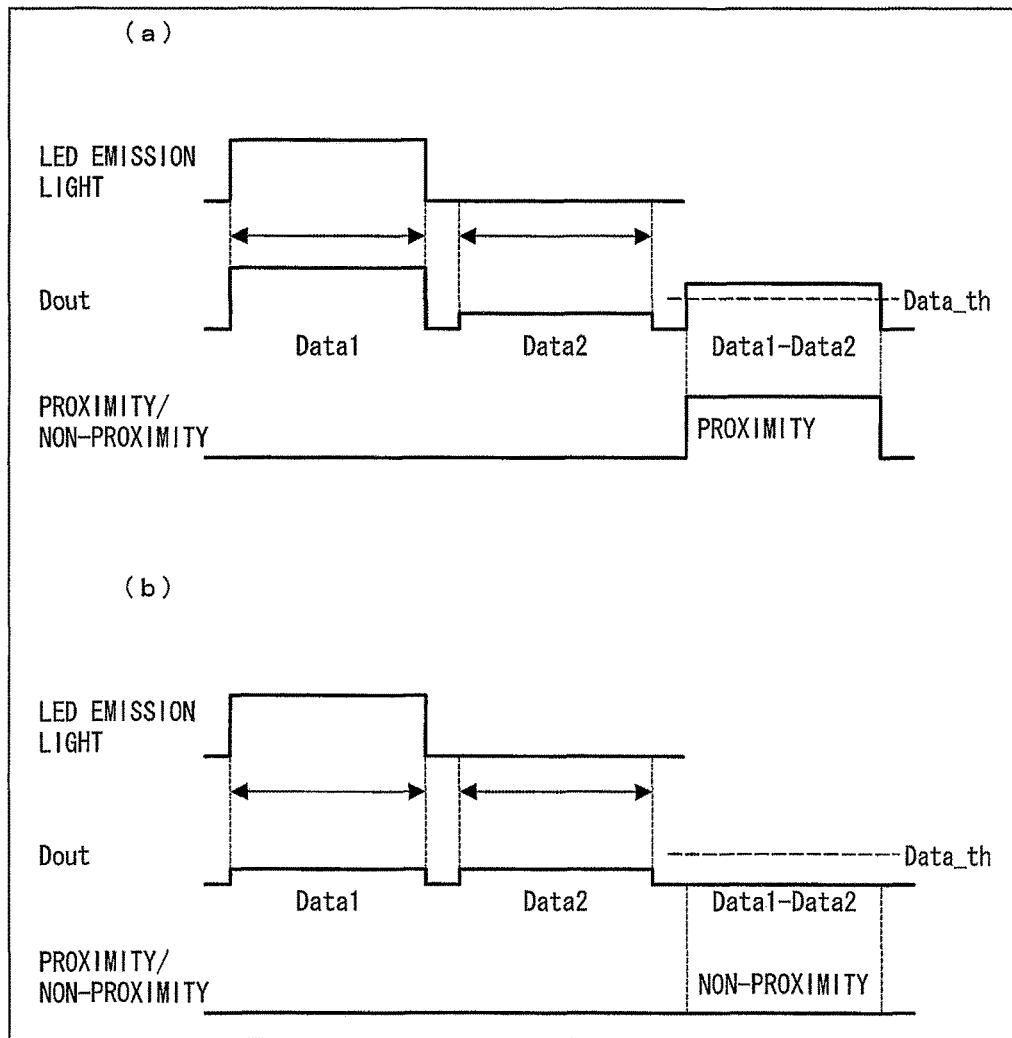 (a)
LED EMISSION
LIGHT
Dout
Data_th
Data1
Data2
Data1-Data2
PROXIMITY/
NON-PROXIMITY
PROXIMITY
(b)
LED EMISSION
LIGHT
Dout
Data_th
Data1
Data2
Data1-Data2
PROXIMITY/
NON-PROXIMITY
NON-PROXIMITY